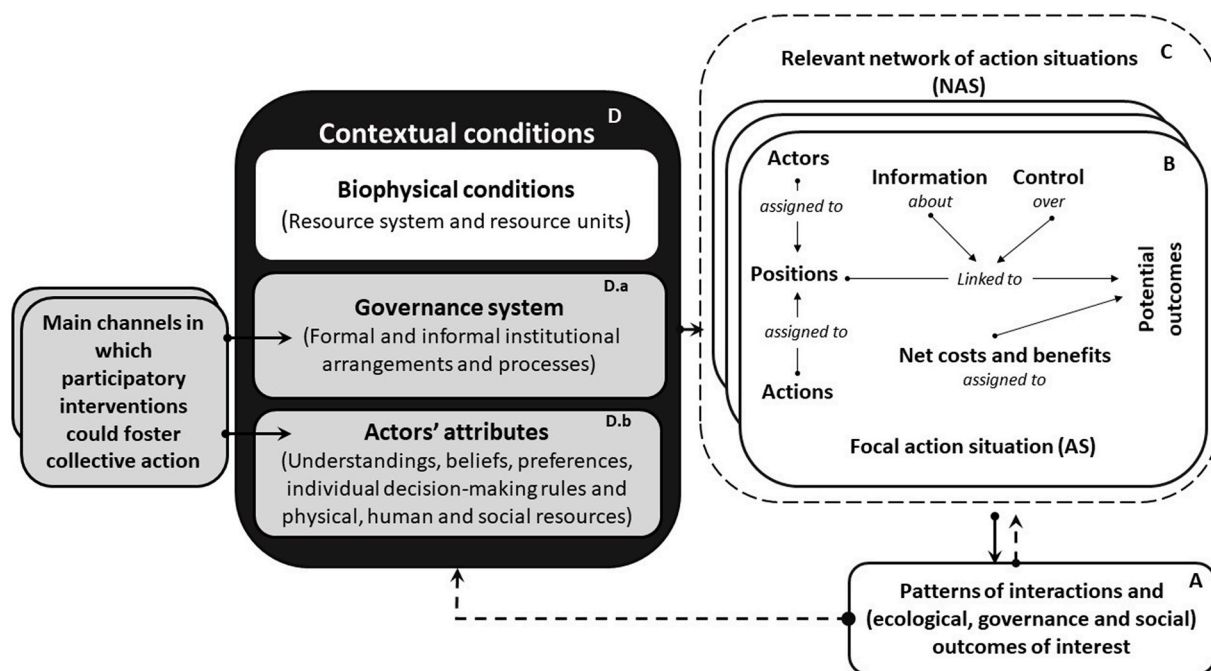 Main channels in
which
participatory
interventions
could foster
collective action
D
Contextual conditions
Biophysical conditions
(Resource system and resource units)
D.a
Governance system
(Formal and informal institutional
arrangements and processes)
D.b
Actors’ attributes
(Understandings, beliefs, preferences,
individual decision-making rules and
physical, human and social resources)
C
Relevant network of action situations
(NAS)
B
Actors
assigned to
Positions
assigned to
Actions
Information
about
Control
over
Linked to
Net costs and benefits
assigned to
Potential
outcomes
Focal action situation (AS)
A
Patterns of interactions and
(ecological, governance and social)
outcomes of interest